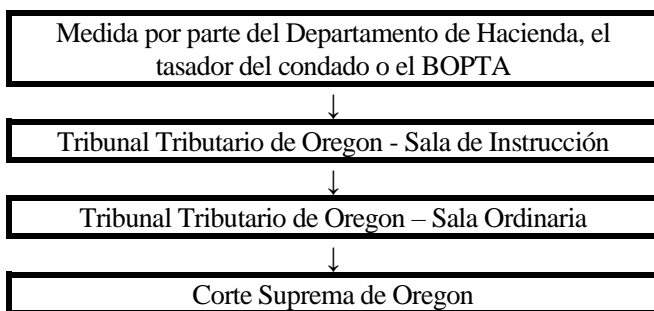 Medida por parte del Departamento de Hacienda, el
tasador del condado o el BOPTA
↓
Tribunal Tributario de Oregon - Sala de Instrucción
↓
Tribunal Tributario de Oregon – Sala Ordinaria
↓
Corte Suprema de Oregon